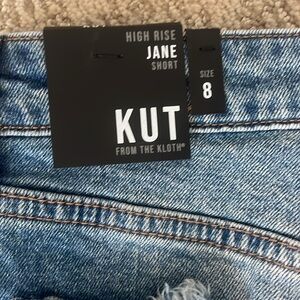 HIGH RISE
JANE
SHORT
SIZE
8
KUT
FROM THE KLOTH®